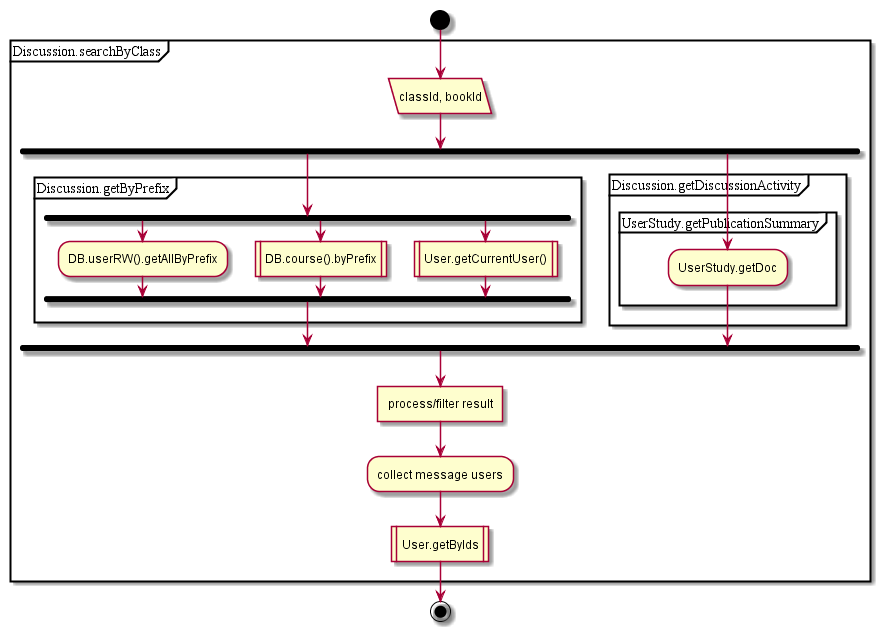 Discussion.searchByClass
classId, bookId
Discussion.getByPrefix
Discussion.getDiscussionActivity
UserStudy.getPublicationSummary
DB.userRW().getAllByPrefix
DB.course().byPrefix
User.getCurrentUser()
UserStudy.getDoc
process/filter result
collect message users
User.getByIds